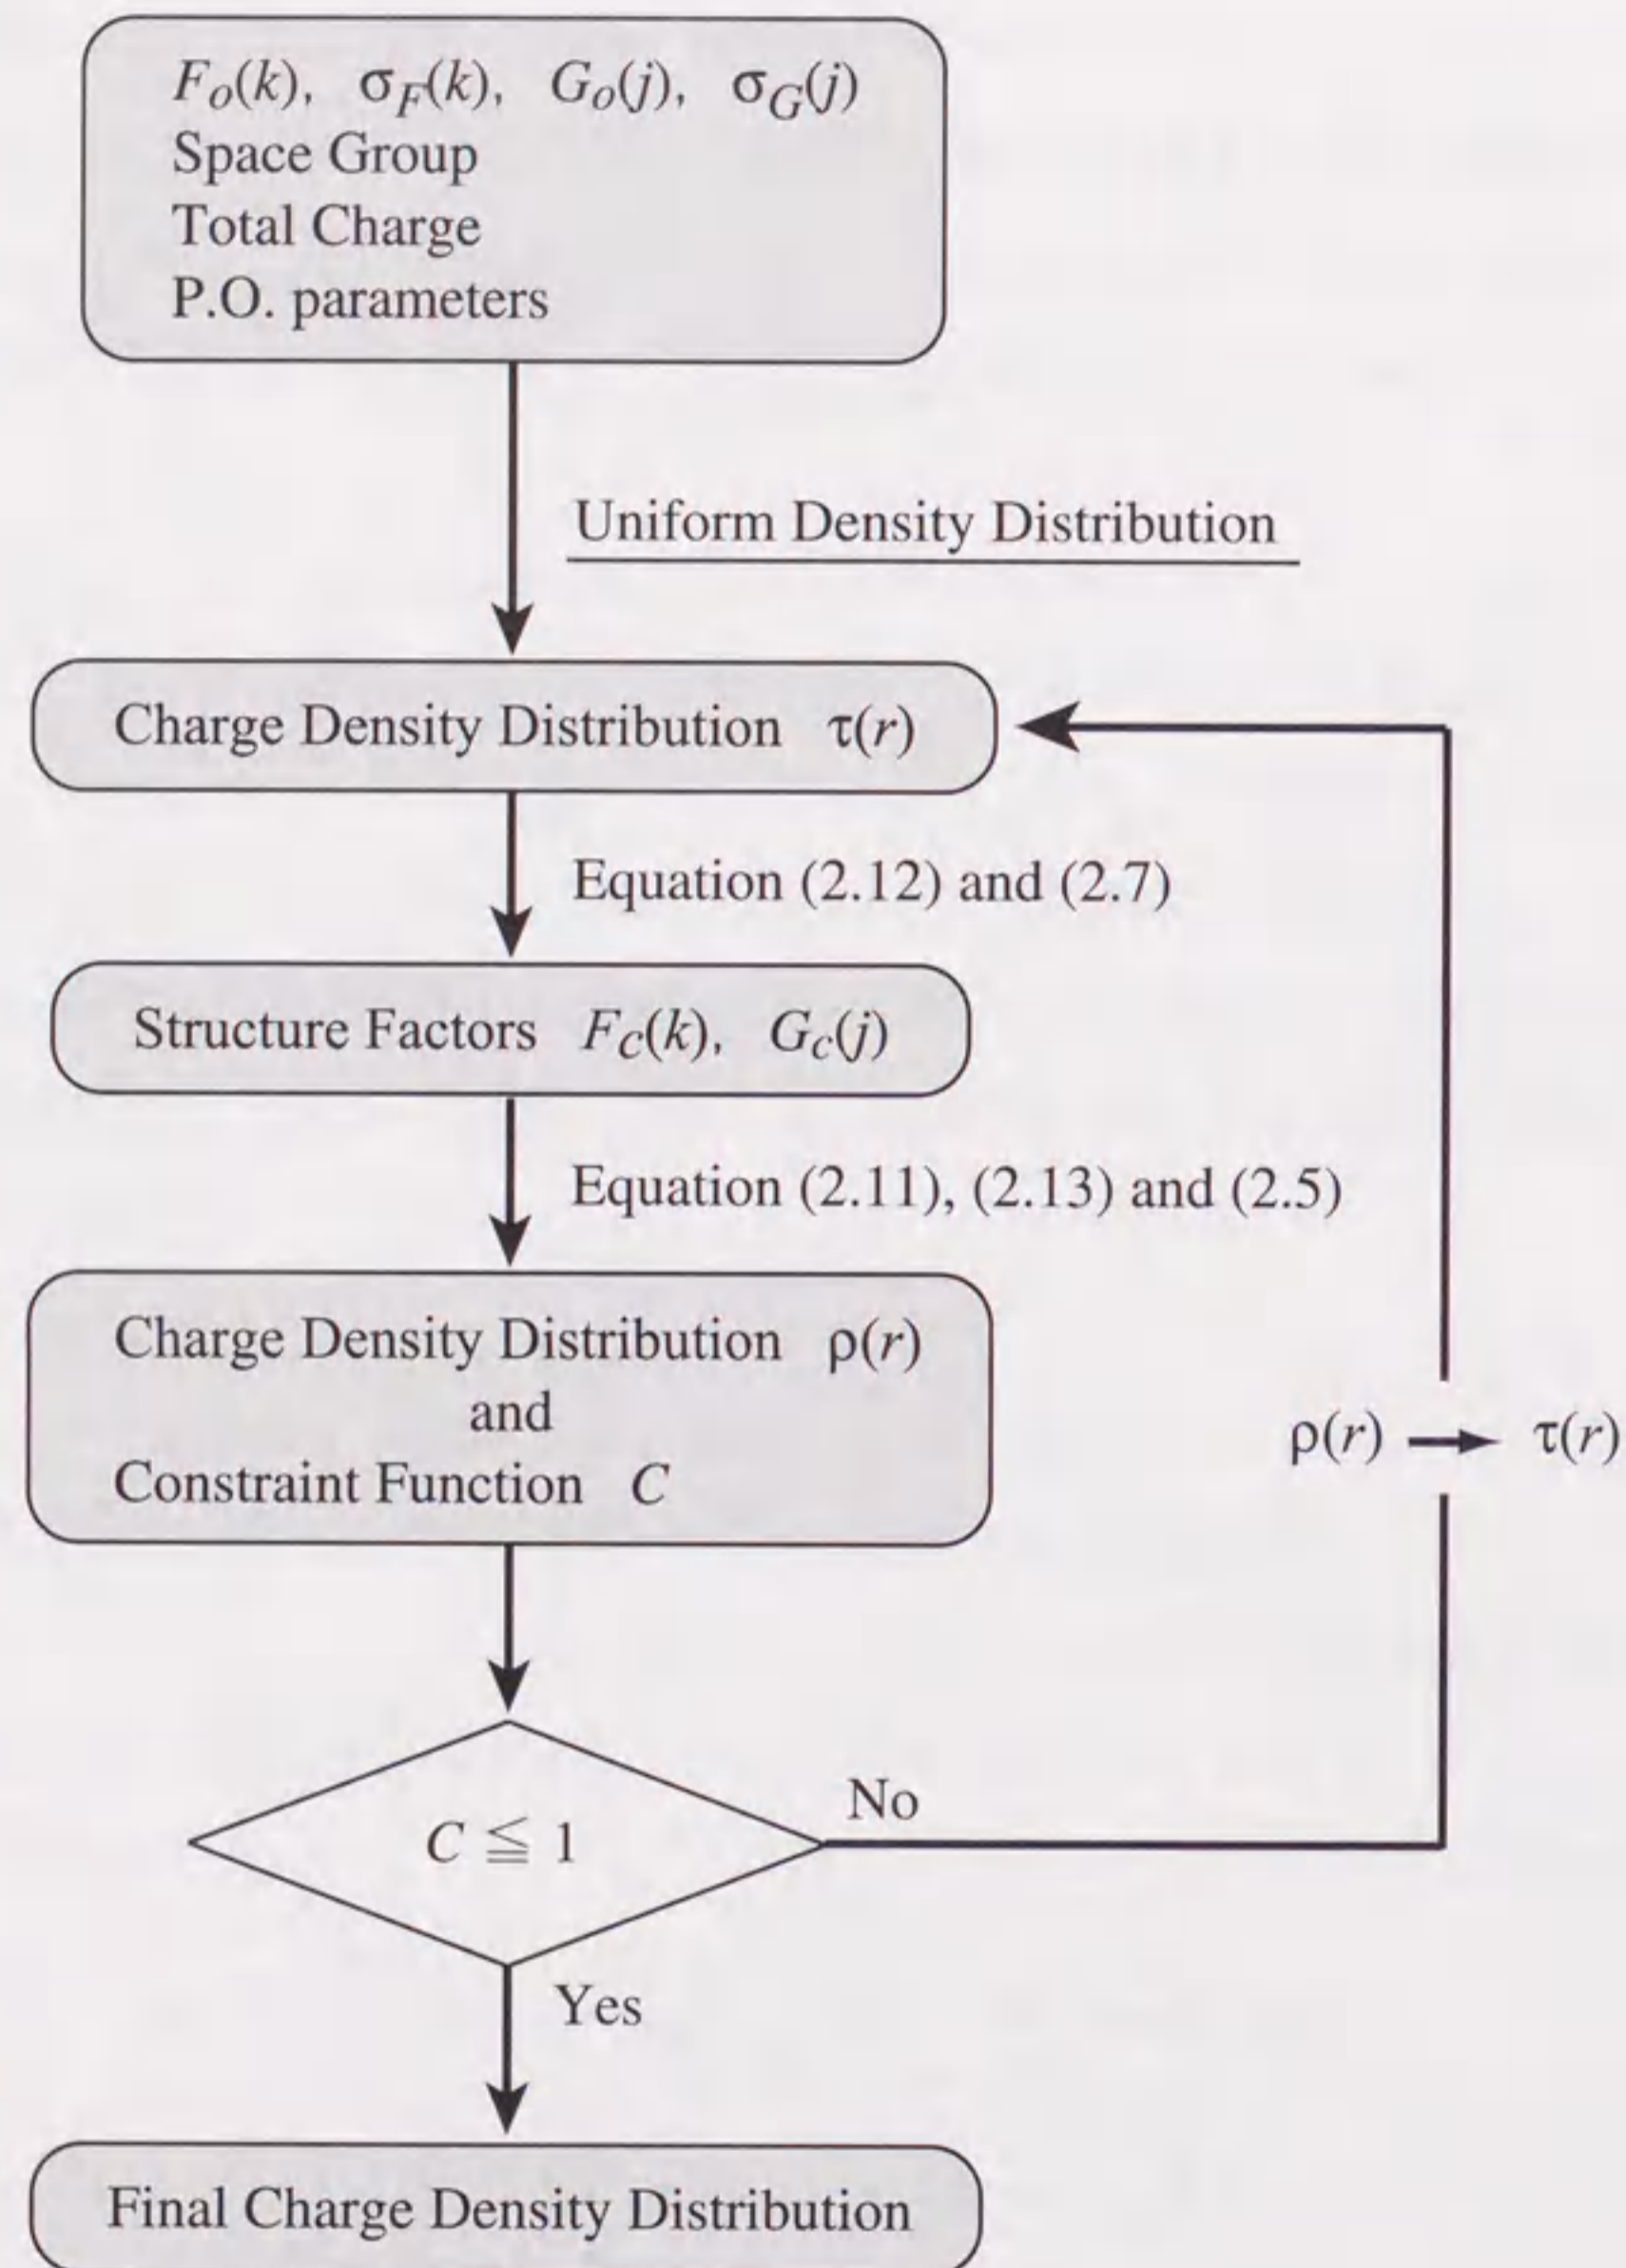 Fo(k), σF(k), Go(j), σG(j)
Space Group
Total Charge
P.O. parameters
Uniform Density Distribution
Charge Density Distribution τ(r)
Equation (2.12) and (2.7)
Structure Factors Fc(k), Gc(j)
Equation (2.11), (2.13) and (2.5)
Charge Density Distribution ρ(r)
and
Constraint Function C
ρ(r) → τ(r)
C ≦ 1
No
Yes
Final Charge Density Distribution